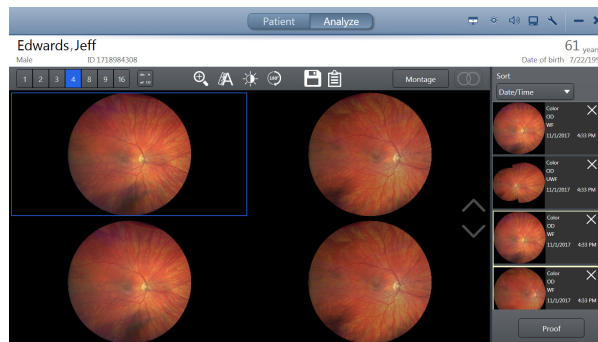 Patient Analyze
Edwards, Jeff
61 years
Male ID 1718984308
Date of birth 7/22/195
1 2 3 4 8 9 16
Montage
Sort
Date/Time
Color
OD
WF
11/1/2017 4:33 PM
Color
OD
UWF
11/1/2017 4:33 PM
Color
OD
WF
11/1/2017 4:33 PM
Color
OD
WF
11/1/2017 4:33 PM
Proof